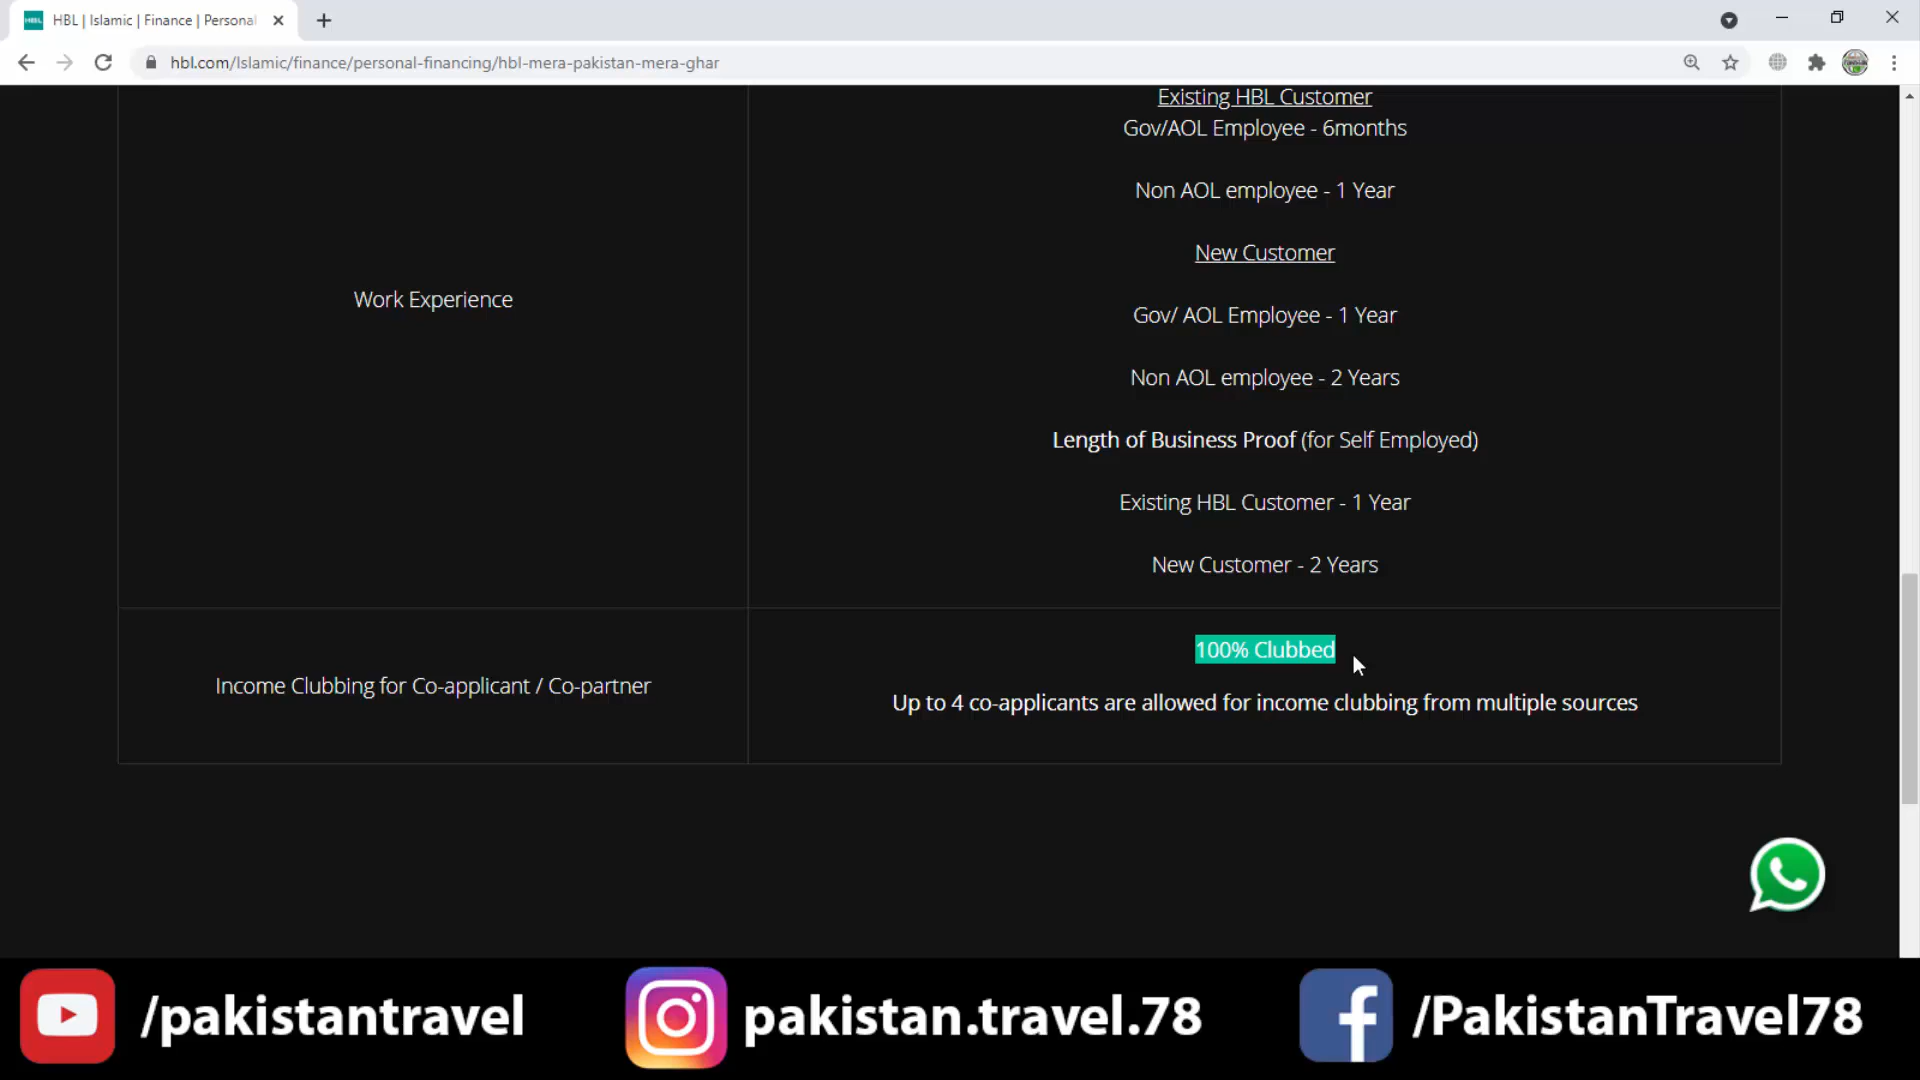 HBL | Islamic | Finance | Persona
hbl.com/Islamic/finance/personal-financing/hbl-mera-pakistan-mera-ghar
Existing HBL Customer
Gov/AOL Employee - 6months
Non AOL employee - 1 Year
New Customer
Work Experience
Gov/ AOL Employee - 1 Year
Non AOL employee - 2 Years
Length of Business Proof (for Self Employed)
Existing HBL Customer - 1 Year
New Customer - 2 Years
100% Clubbed
Income Clubbing for Co-applicant / Co-partner
Up to 4 co-applicants are allowed for income clubbing from multiple sources
/pakistantravel
pakistan.travel.78
/PakistanTravel78